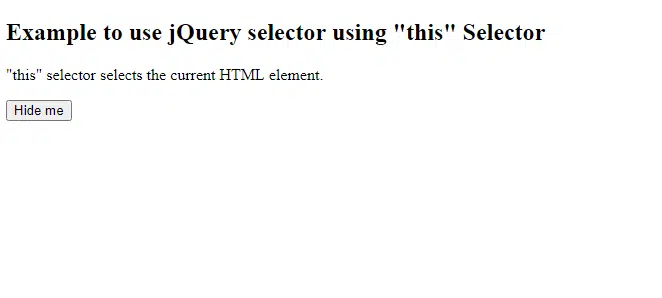 Example to use jQuery selector using "this" Selector
"this" selector selects the current HTML element.
Hide me